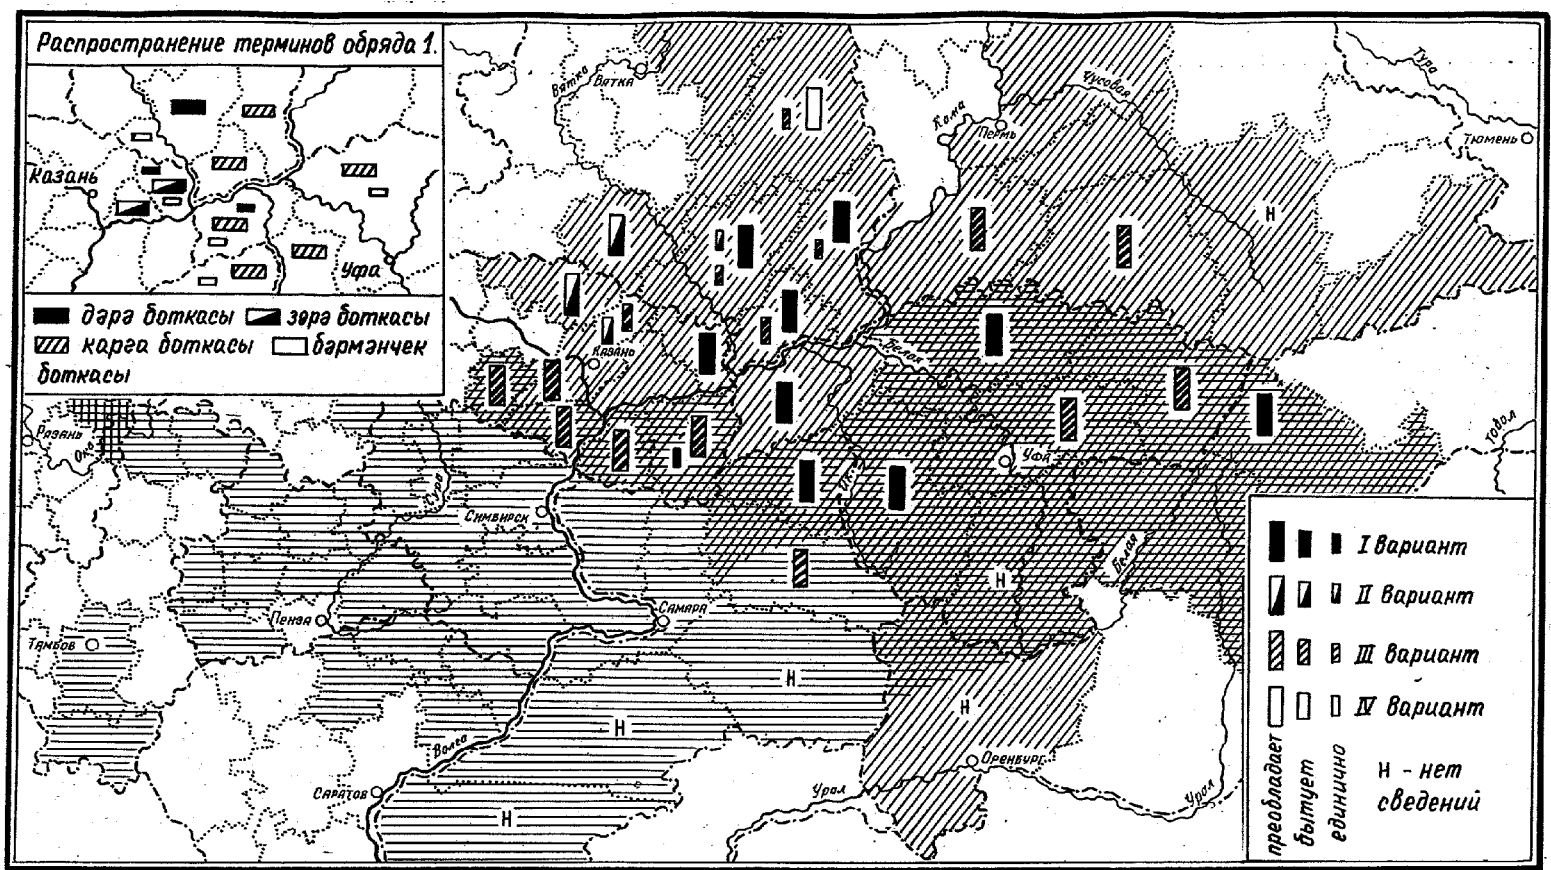 Распространение терминов обряда 1.
Казань
Уфа
дәрә боткасы
зәрә боткасы
карга боткасы
бәрмәнчек
боткасы
Вятка
Вятка
Кама
Пермь
Чусовая
Тура
Тюмень
Н
Казань
Белая
Рязань
Ока
Сура
Симбирск
Ик
Уфа
Тобол
Н
Белая
Пенза
Самара
Тамбов
Н
Н
Н
Волга
Саратов
Н
Урал
Оренбург
Урал
I вариант
II вариант
III вариант
IV вариант
преобладает
бытует
единично
Н - нет
сведений